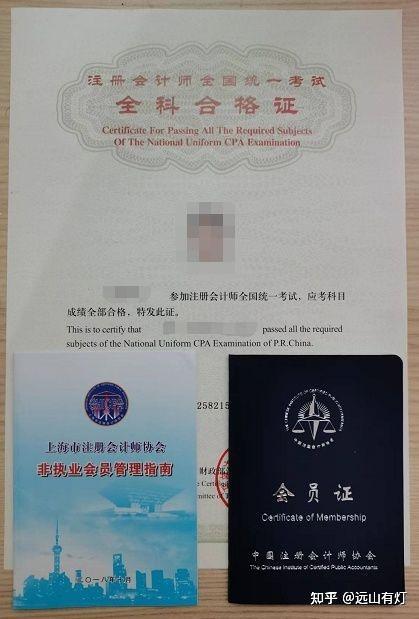 注册会计师全国统一考试
全科合格证
Certificate For Passing All The Required Subjects
Of The National Uniform CPA Examination
参加注册会计师全国统一考试，应考科目
成绩全部合格，特发此证。
This is to certify that passed all the required
subjects of the National Uniform CPA Examination of P.R.China.
25821
财政部
上海市注册会计师协会
非执业会员管理指南
会员证
Certificate of Membership
中国注册会计师协会
The Chinese Institute of Certified Public Accountants
知乎 @远山有灯